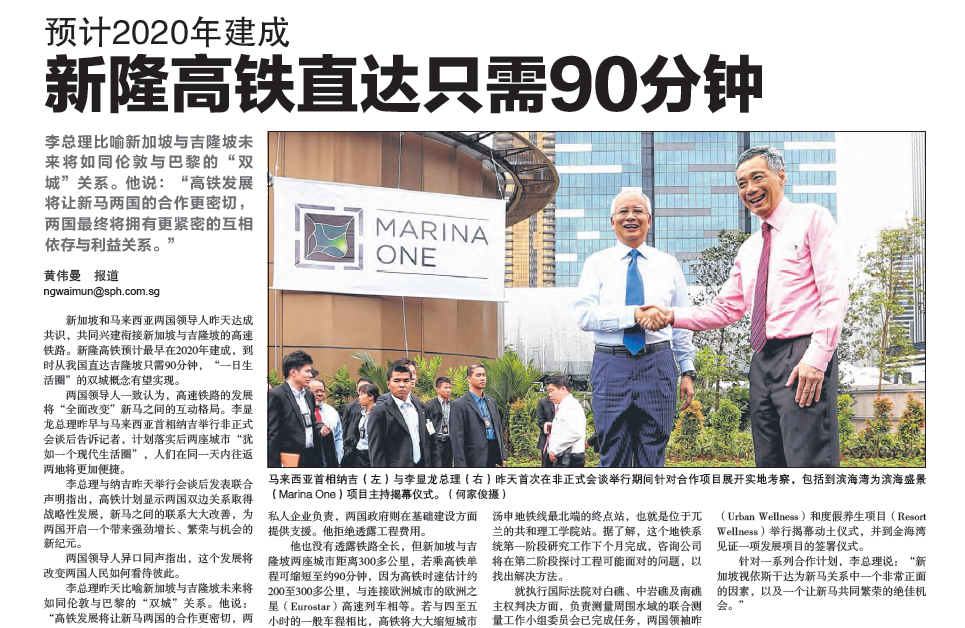 预计2020年建成
新隆高铁直达只需90分钟
李总理比喻新加坡与吉隆坡未
来将如同伦敦与巴黎的“双
城”关系。他说：“高铁发展
将让新马两国的合作更密切，
两国最终将拥有更紧密的互相
依存与利益关系。”
黄伟曼 报道
ngwaimun@sph.com.sg
新加坡和马来西亚两国领导人昨天达成
共识，共同兴建衔接新加坡与吉隆坡的高速
铁路。新隆高铁预计最早在2020年建成，到
时从我国直达吉隆坡只需90分钟，“一日生
活圈”的双城概念有望实现。
两国领导人一致认为，高速铁路的发展
将“全面改变”新马之间的互动格局。李显
龙总理昨早与马来西亚首相纳吉举行非正式
会谈后告诉记者，计划落实后两座城市“犹
如一个现代生活圈”，人们在同一天内往返
两地将更加便捷。
李总理与纳吉昨天举行会谈后发表联合
声明指出，高铁计划显示两国双边关系取得
战略性发展，新马之间的联系大大改善，为
两国开启一个带来强劲增长、繁荣与机会的
新纪元。
两国领导人异口同声指出，这个发展将
改变两国人民如何看待彼此。
李总理昨天比喻新加坡与吉隆坡未来将
如同伦敦与巴黎的“双城”关系。他说：
“高铁发展将让新马两国的合作更密切，两
MARINA
ONE
马来西亚首相纳吉（左）与李显龙总理（右）昨天首次在非正式会谈举行期间针对合作项目展开实地考察，包括到滨海湾为滨海盛景
（Marina One）项目主持揭幕仪式。（何家俊摄）
私人企业负责，两国政府则在基础建设方面
提供支援。他拒绝透露工程费用。
他也没有透露铁路全长，但新加坡与吉
隆坡两座城市距离300多公里，若乘高铁单
程可缩短至约90分钟，因为高铁时速估计约
200至300多公里，与连接欧洲城市的欧洲之
星（Eurostar）高速列车相等。若与四至五
小时的一般车程相比，高铁将大大缩短城市
汤申地铁线最北端的终点站，也就是位于兀
兰的共和理工学院站。据了解，这个地铁系
统第一阶段研究工作下个月完成，咨询公司
将在第二阶段探讨工程可能面对的问题，以
找出解决方法。
就执行国际法院对白礁、中岩礁及南礁
主权判决方面，负责测量周围水域的联合测
量工作小组委员会已完成任务，两国领袖昨
（Urban Wellness）和度假养生项目（Resort
Wellness）举行揭幕动土仪式，并到金海湾
见证一项发展项目的签署仪式。
针对一系列合作计划，李总理说：“新
加坡视依斯干达为新马关系中一个非常正面
的因素，以及一个让新马共同繁荣的绝佳机
会。”